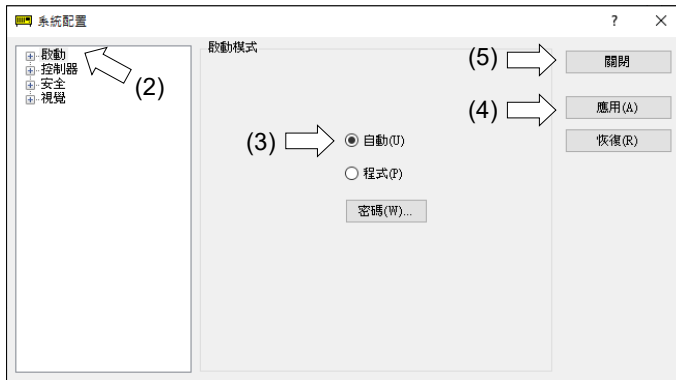 系統配置
? ×
啟動
控制器
安全
視覺
(2)
啟動模式
(3)
自動(U)
程式(P)
密碼(W)...
(5)
關閉
(4)
應用(A)
恢復(R)